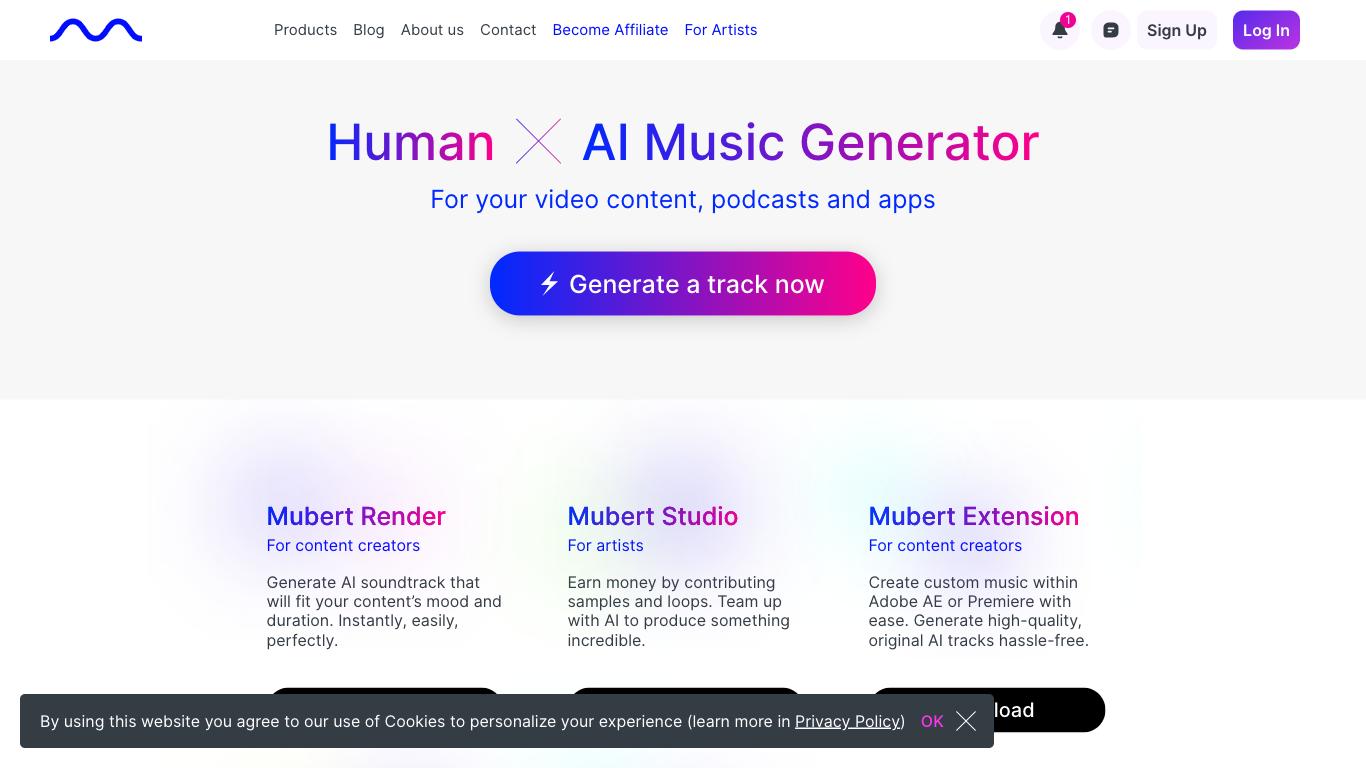 Products Blog About us Contact Become Affiliate For Artists 1 Sign Up Log In
Human AI Music Generator
For your video content, podcasts and apps
Generate a track now
Mubert Render
For content creators
Generate AI soundtrack that
will fit your content’s mood and
duration. Instantly, easily,
perfectly.
Mubert Studio
For artists
Earn money by contributing
samples and loops. Team up
with AI to produce something
incredible.
Mubert Extension
For content creators
Create custom music within
Adobe AE or Premiere with
ease. Generate high-quality,
original AI tracks hassle-free.
By using this website you agree to our use of Cookies to personalize your experience (learn more in Privacy Policy) OK